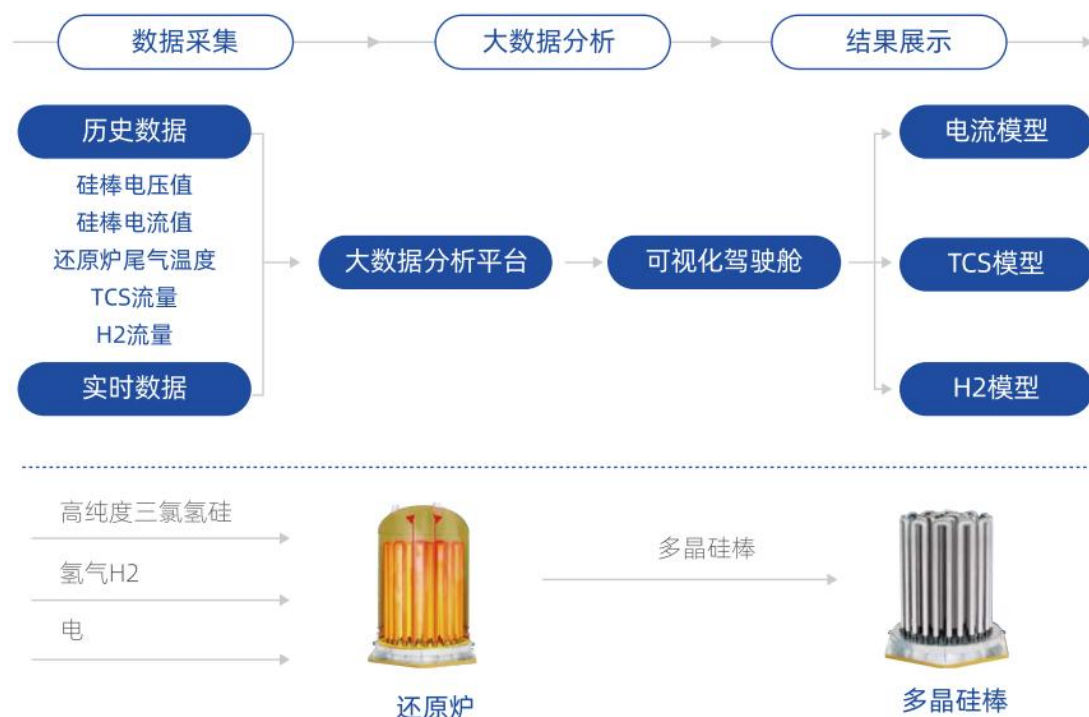 数据采集
大数据分析
结果展示
历史数据
硅棒电压值
硅棒电流值
还原炉尾气温度
TCS流量
H2流量
实时数据
大数据分析平台
可视化驾驶舱
电流模型
TCS模型
H2模型
高纯度三氯氢硅
氢气H2
电
还原炉
多晶硅棒
多晶硅棒